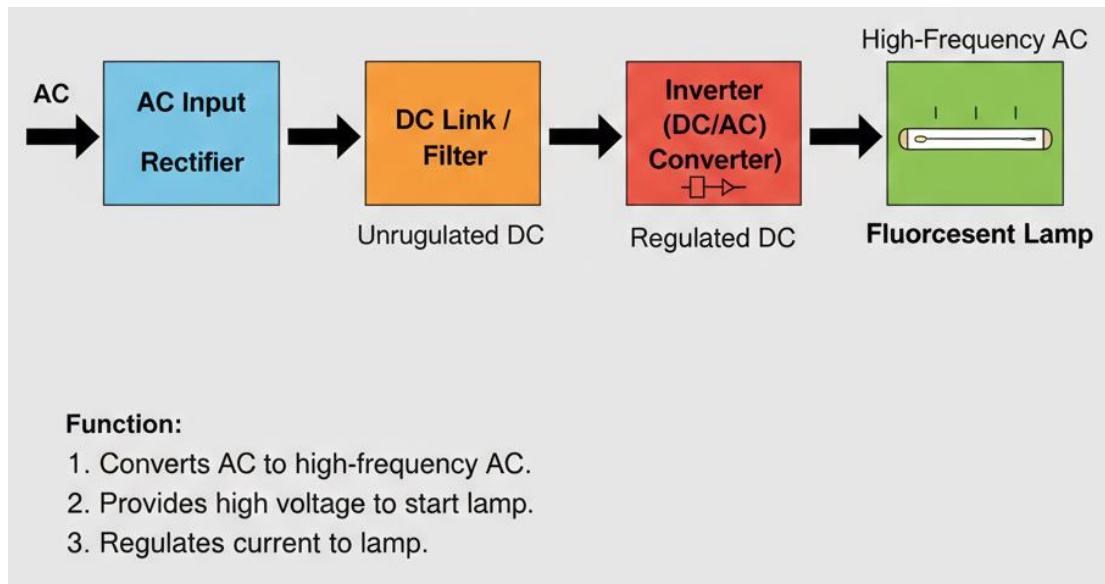 High-Frequency AC
AC
AC Input
Rectifier
DC Link /
Filter
Inverter
(DC/AC)
Converter)
Unrugulated DC
Regulated DC
Fluorcesent Lamp
Function:
1. Converts AC to high-frequency AC.
2. Provides high voltage to start lamp.
3. Regulates current to lamp.